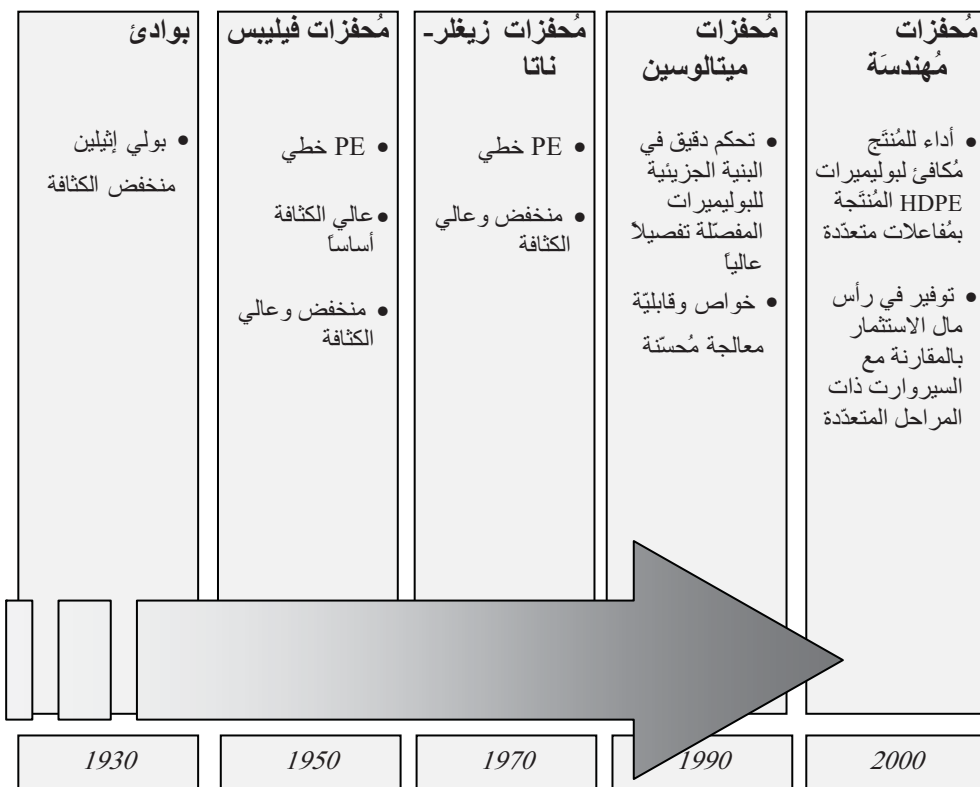 بوادئ
• بولي إثيلين
منخفض الكثافة
مُحفزات فيليبس
• PE خطي
• عالي الكثافة
أساساً
• منخفض وعالي
الكثافة
مُحفزات زيغلر-
ناتا
• PE خطي
• منخفض وعالي
الكثافة
مُحفزات
ميتالوسين
• تحكم دقيق في
البنية الجزيئية
للبوليميرات
المفصّلة تفصيلاً
عالياً
• خواص وقابليّة
معالجة مُحسّنة
مُحفزات
مُهندسَة
• أداء للمُنتَج
مُكافئ لبوليميرات
HDPE المُنتَجة
بمُفاعلات متعدّدة
• توفير في رأس
مال الاستثمار
بالمقارنة مع
السيروارت ذات
المراحل المتعدّدة
1930
1950
1970
1990
2000